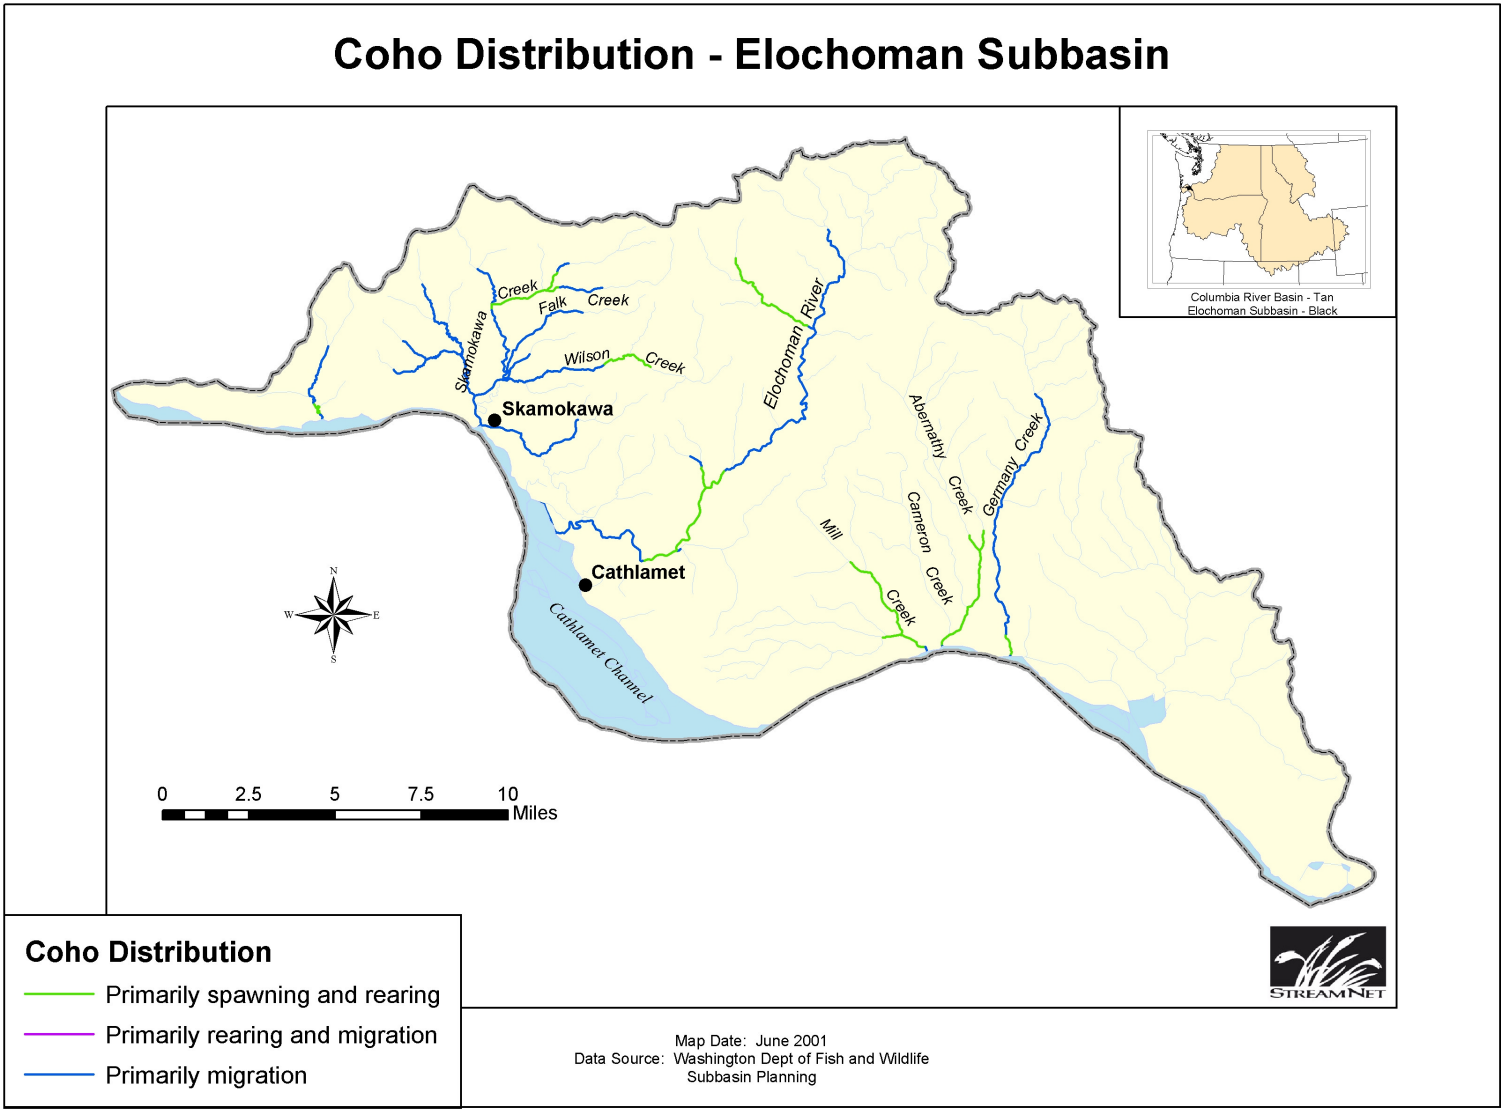 Coho Distribution - Elochoman Subbasin
Columbia River Basin - Tan
Elochoman Subbasin - Black
Creek
Falk Creek
Skamokawa
Wilson Creek
Elochoman River
Skamokawa
Abernathy
Creek
Germany Creek
Cameron
Creek
Mill
Creek
Cathlamet
Cathlamet Channel
N
W
E
S
0 2.5 5 7.5 10
Miles
Coho Distribution
Primarily spawning and rearing
Primarily rearing and migration
Primarily migration
STREAMNET
Map Date: June 2001
Data Source: Washington Dept of Fish and Wildlife
Subbasin Planning